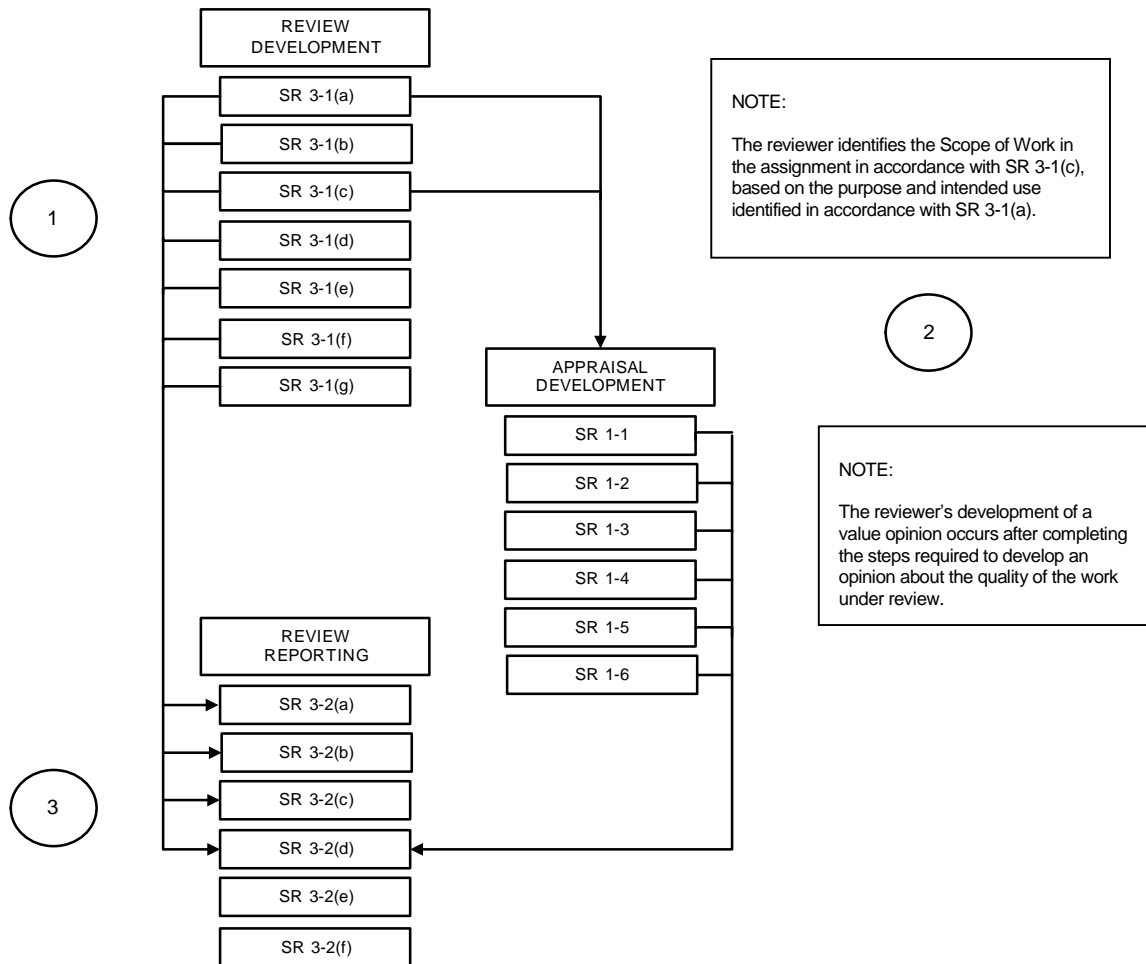 REVIEW
DEVELOPMENT
SR 3-1(a)
SR 3-1(b)
SR 3-1(c)
SR 3-1(d)
SR 3-1(e)
SR 3-1(f)
SR 3-1(g)
1
NOTE:
The reviewer identifies the Scope of Work in
the assignment in accordance with SR 3-1(c),
based on the purpose and intended use
identified in accordance with SR 3-1(a).
2
APPRAISAL
DEVELOPMENT
SR 1-1
SR 1-2
SR 1-3
SR 1-4
SR 1-5
SR 1-6
NOTE:
The reviewer’s development of a
value opinion occurs after completing
the steps required to develop an
opinion about the quality of the work
under review.
REVIEW
REPORTING
SR 3-2(a)
SR 3-2(b)
SR 3-2(c)
SR 3-2(d)
SR 3-2(e)
SR 3-2(f)
3